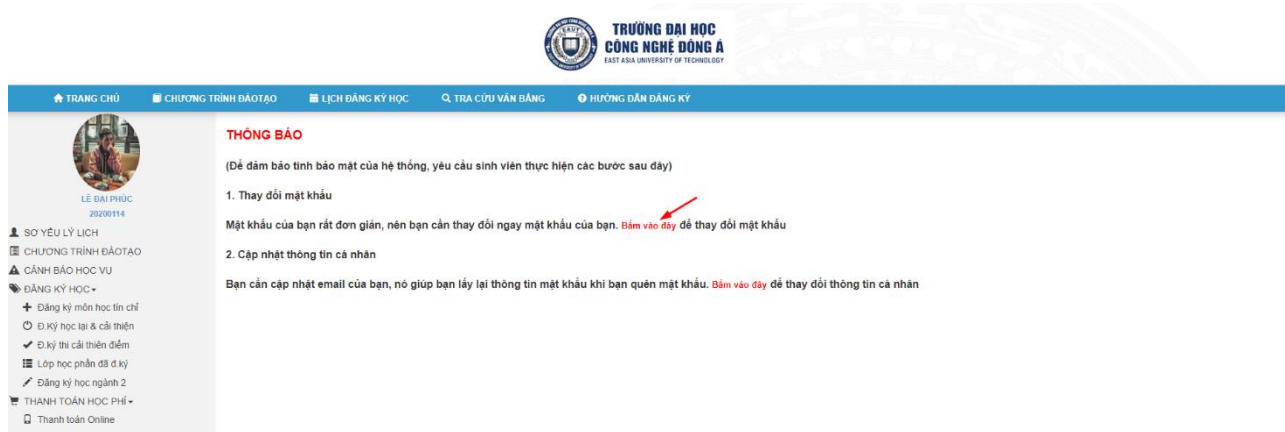 EAUT
TRƯỜNG ĐẠI HỌC
CÔNG NGHỆ ĐÔNG Á
EAST ASIA UNIVERSITY OF TECHNOLOGY
TRANG CHỦ CHƯƠNG TRÌNH ĐÀOTẠO LỊCH ĐĂNG KÝ HỌC TRA CỨU VĂN BẰNG HƯỚNG DẪN ĐĂNG KÝ
LÊ ĐẠI PHÚC
20200114
SƠ YẾU LÝ LỊCH
CHƯƠNG TRÌNH ĐÀOTẠO
CẢNH BÁO HỌC VỤ
ĐĂNG KÝ HỌC
Đăng ký môn học tín chỉ
Đ.Ký học lại & cải thiện
Đ.ký thi cải thiện điểm
Lớp học phần đã đ.ký
Đăng ký học ngành 2
THANH TOÁN HỌC PHÍ
Thanh toán Online
THÔNG BÁO
(Để đảm bảo tính bảo mật của hệ thống, yêu cầu sinh viên thực hiện các bước sau đây)
1. Thay đổi mật khẩu
Mật khẩu của bạn rất đơn giản, nên bạn cần thay đổi ngay mật khẩu của bạn. Bấm vào đây để thay đổi mật khẩu
2. Cập nhật thông tin cá nhân
Bạn cần cập nhật email của bạn, nó giúp bạn lấy lại thông tin mật khẩu khi bạn quên mật khẩu. Bấm vào đây để thay đổi thông tin cá nhân